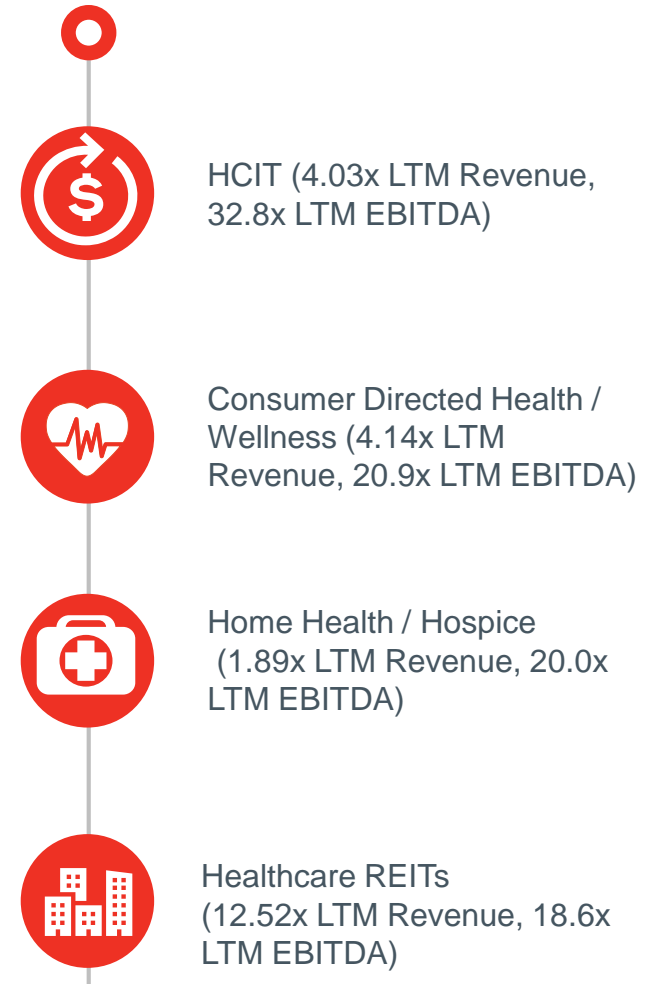 $
HCIT (4.03x LTM Revenue,
32.8x LTM EBITDA)
Consumer Directed Health /
Wellness (4.14x LTM
Revenue, 20.9x LTM EBITDA)
Home Health / Hospice
(1.89x LTM Revenue, 20.0x
LTM EBITDA)
Healthcare REITs
(12.52x LTM Revenue, 18.6x
LTM EBITDA)